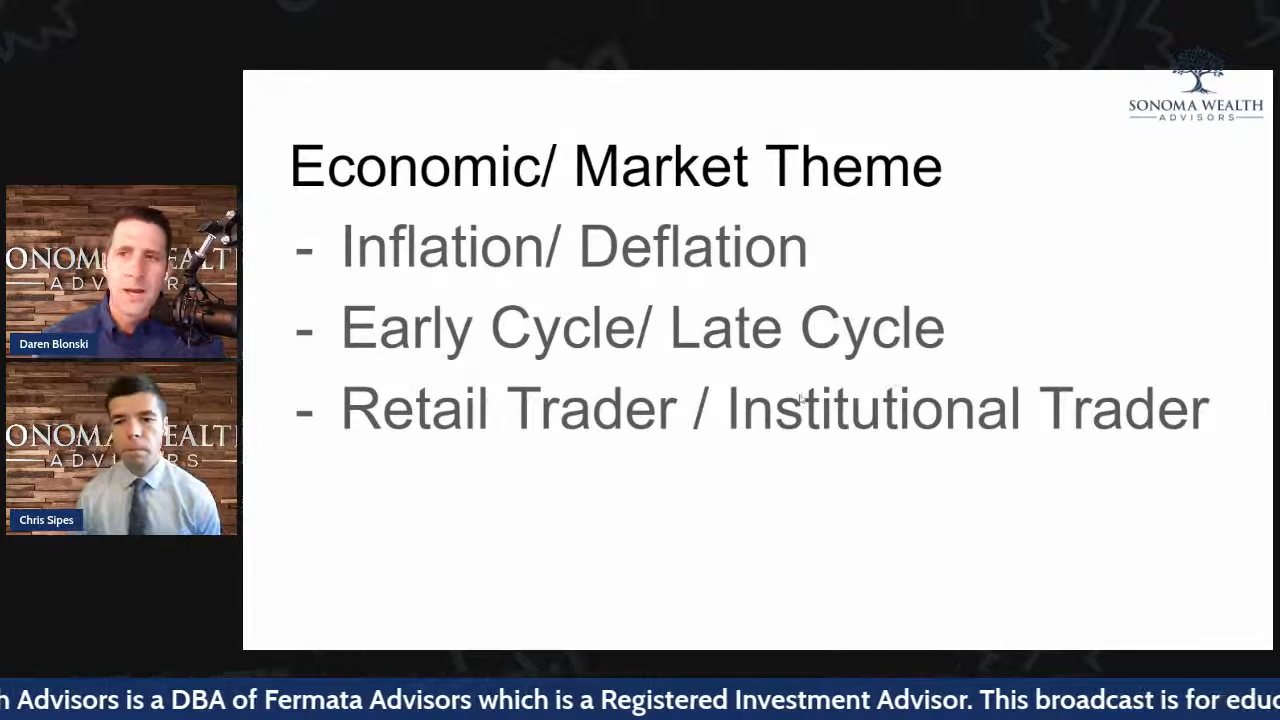 SONOMA WEALTH
ADVISORS
Economic/ Market Theme
- Inflation/ Deflation
- Early Cycle/ Late Cycle
- Retail Trader / Institutional Trader
Daren Blonski
Chris Sipes
h Advisors is a DBA of Fermata Advisors which is a Registered Investment Advisor. This broadcast is for educ